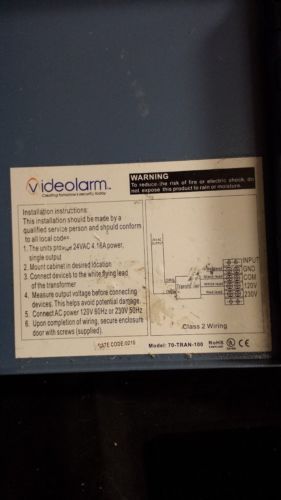 Videolarm
Creating tomorrow's security, today
WARNING
To reduce the risk of fire or electric shock, do
not expose this product to rain or moisture.
Installation instructions:
This installation should be made by a
qualified service person and should conform
to all local codes
1. The units provide 24VAC 4.16A power,
single output
2. Mount cabinet in desired location
3. Connect devices to the white flying lead
of the transformer
4. Measure output voltage before connecting
devices. This helps avoid potential damage.
5. Connect AC power 120V 60Hz or 230V 50Hz
6. Upon completion of wiring, secure enclosure
door with screws (supplied).
INPUT
GND
COM
120V
230V
Class 2 Wiring
DATE CODE:0215
Model: 70-TRAN-100
RoHS